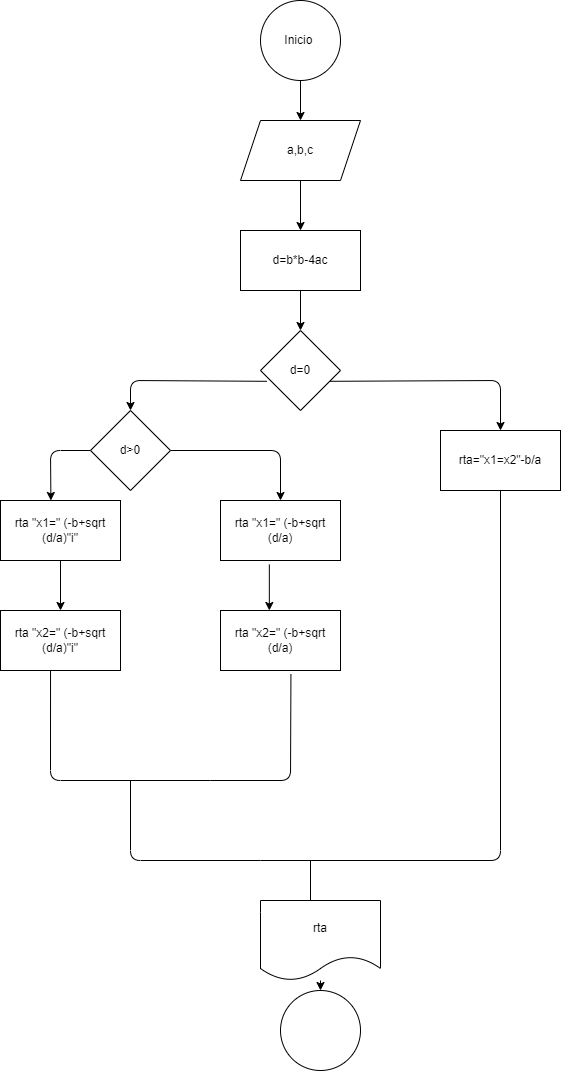 Inicio
a,b,c
d=b*b-4ac
d=0
d>0
rta="x1=x2"-b/a
rta "x1=" (-b+sqrt
(d/a)"i"
rta "x1=" (-b+sqrt
(d/a)
rta "x2=" (-b+sqrt
(d/a)"i"
rta "x2=" (-b+sqrt
(d/a)
rta